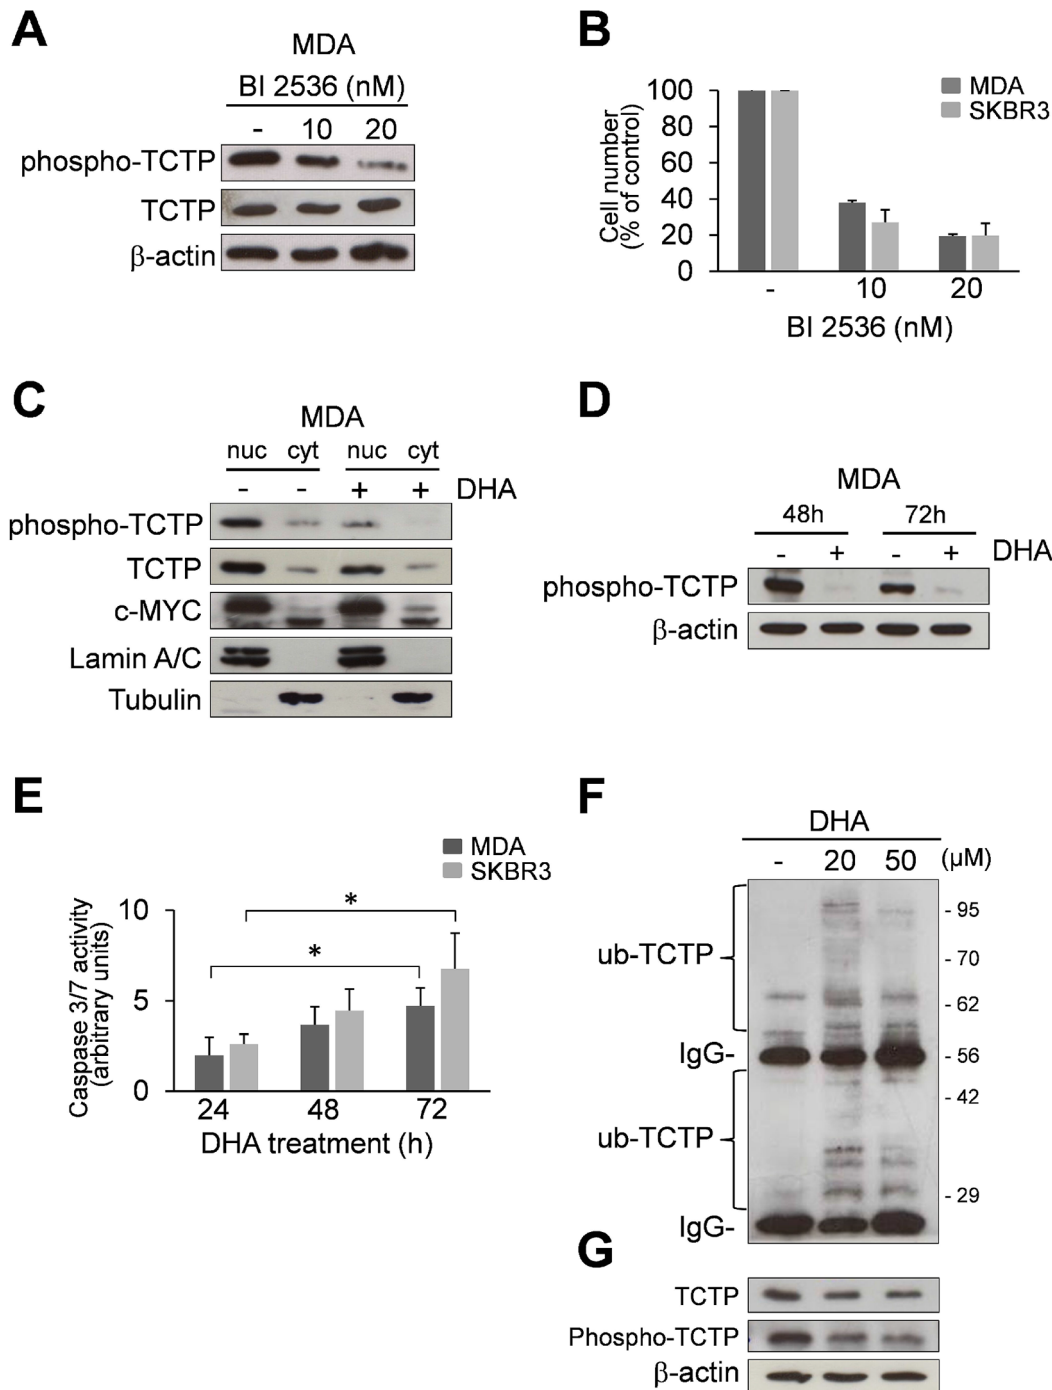 A
MDA
BI 2536 (nM)
- 10 20
phospho-TCTP
TCTP
β-actin
B
MDA
SKBR3
Cell number
(% of control)
100
80
60
40
20
0
- 10 20
BI 2536 (nM)
C
MDA
nuc cyt nuc cyt
- - + + DHA
phospho-TCTP
TCTP
c-MYC
Lamin A/C
Tubulin
D
MDA
48h 72h
- + - + DHA
phospho-TCTP
β-actin
E
MDA
SKBR3
Caspase 3/7 activity
(arbitrary units)
10
5
0
* *
24 48 72
DHA treatment (h)
F
DHA
- 20 50 (µM)
ub-TCTP
IgG-
ub-TCTP
IgG-
- 95
- 70
- 62
- 56
- 42
- 29
G
TCTP
Phospho-TCTP
β-actin